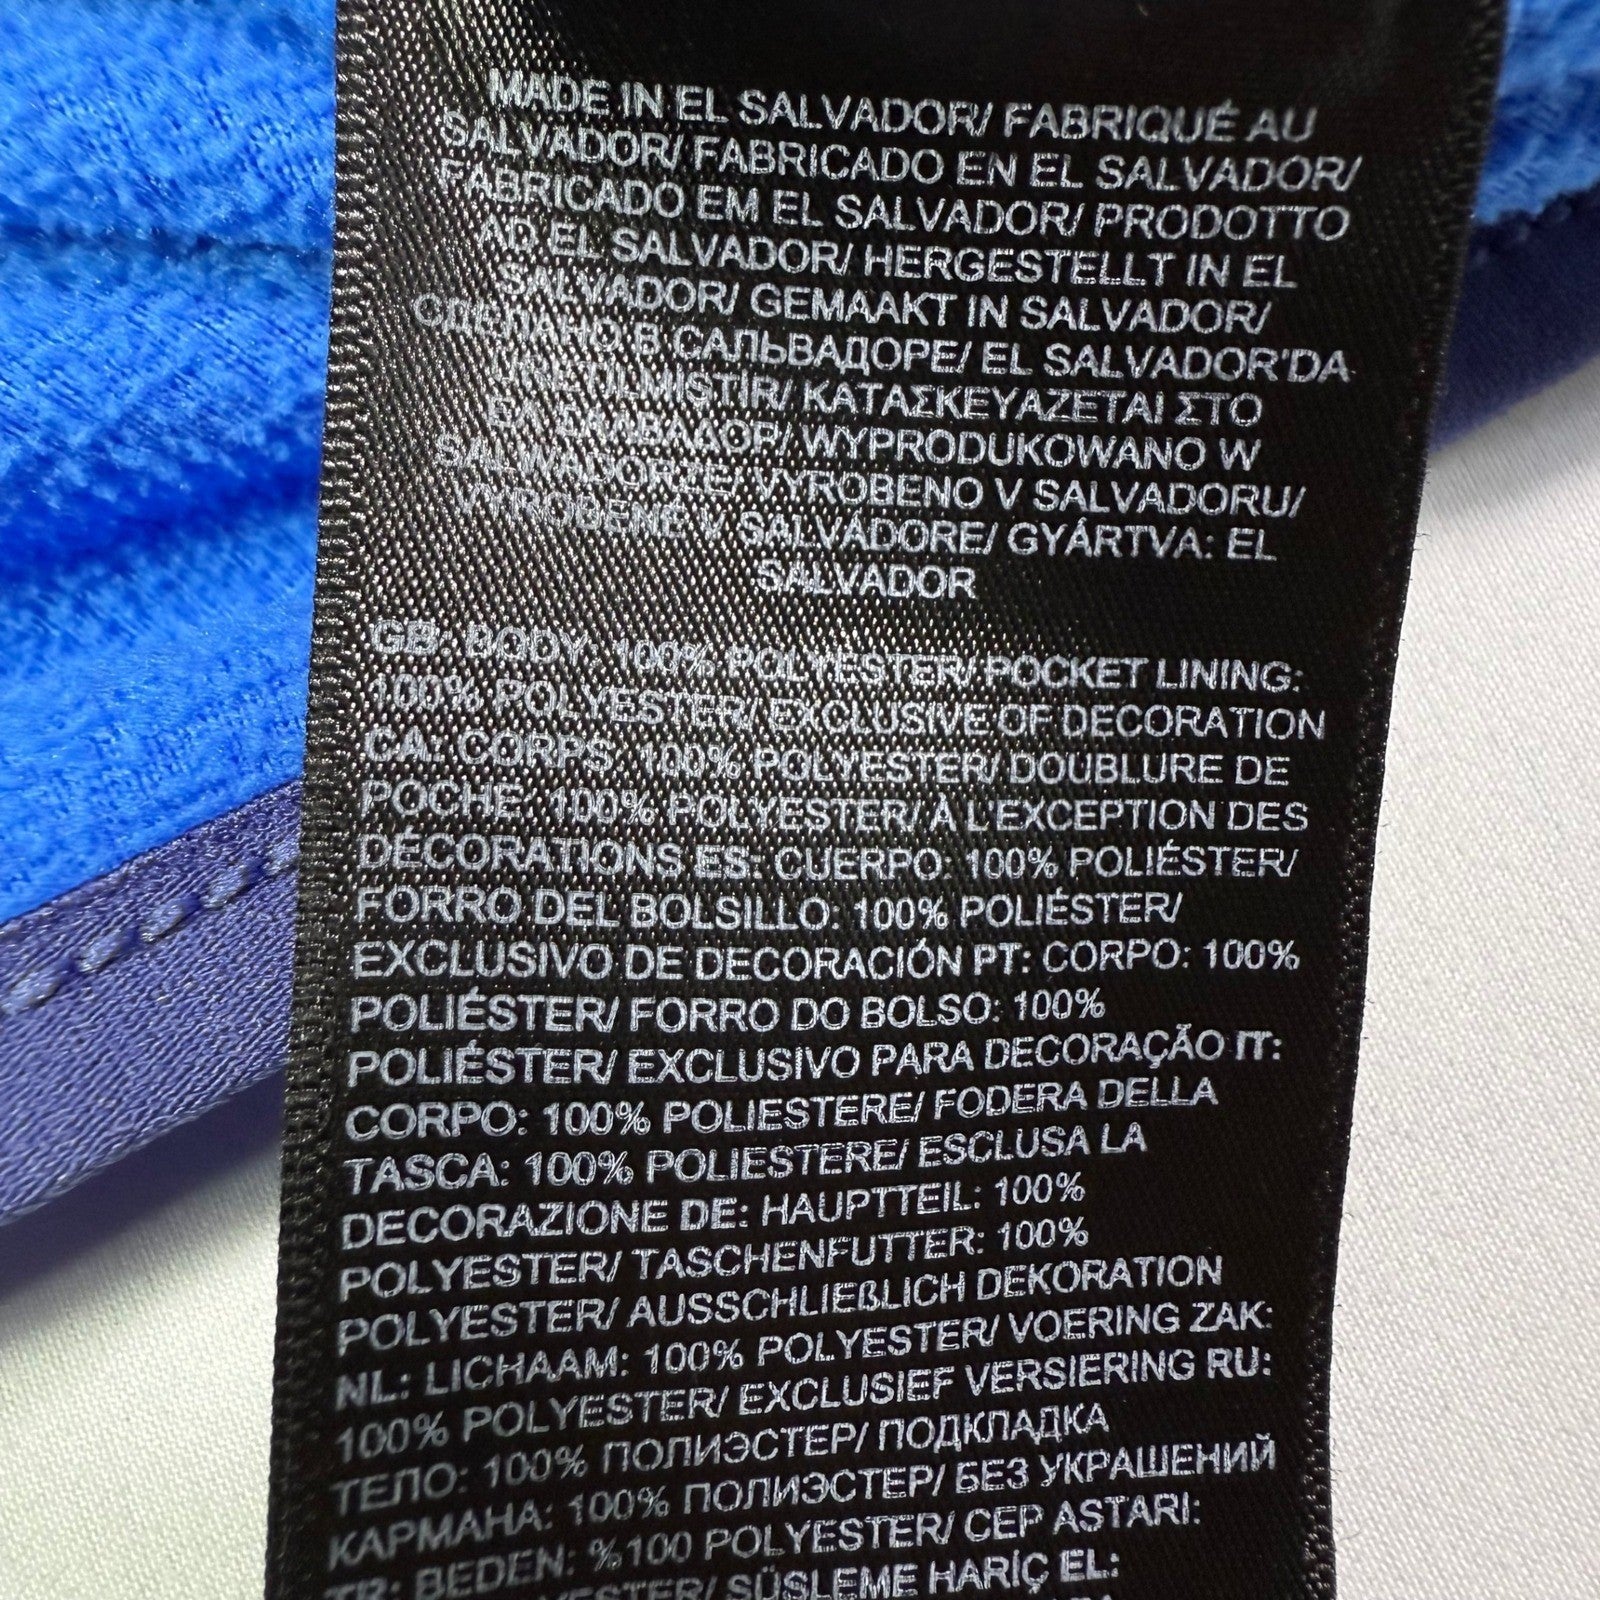 MADE IN EL SALVADOR/ FABRIQUÉ AU
SALVADOR/ FABRICADO EN EL SALVADOR/
FABRICADO EM EL SALVADOR/ PRODOTTO
AD EL SALVADOR/ HERGESTELLT IN EL
SALVADOR/ GEMAAKT IN SALVADOR/
СДЕЛАНО В САЛЬВАДОРЕ/ EL SALVADOR'DA
ÜRETİLMİŞTİR/ ΚΑΤΑΣΚΕΥΑΖΕΤΑΙ ΣΤΟ
ΕΛ ΣΑΛΒΑΔΟΡ/ WYPRODUKOWANO W
SALWADORZE/ VYROBENO V SALVADORU/
VYROBENÉ V SALVÁDORE/ GYÁRTVA: EL
SALVADOR
GB: BODY: 100% POLYESTER/ POCKET LINING:
100% POLYESTER/ EXCLUSIVE OF DECORATION
CA: CORPS: 100% POLYESTER/ DOUBLURE DE
POCHE: 100% POLYESTER/ À L'EXCEPTION DES
DÉCORATIONS ES: CUERPO: 100% POLIÉSTER/
FORRO DEL BOLSILLO: 100% POLIÉSTER/
EXCLUSIVO DE DECORACIÓN PT: CORPO: 100%
POLIÉSTER/ FORRO DO BOLSO: 100%
POLIÉSTER/ EXCLUSIVO PARA DECORAÇÃO IT:
CORPO: 100% POLIESTERE/ FODERA DELLA
TASCA: 100% POLIESTERE/ ESCLUSA LA
DECORAZIONE DE: HAUPTTEIL: 100%
POLYESTER/ TASCHENFUTTER: 100%
POLYESTER/ AUSSCHLIEßLICH DEKORATION
NL: LICHAAM: 100% POLYESTER/ VOERING ZAK:
100% POLYESTER/ EXCLUSIEF VERSIERING RU:
ТЕЛО: 100% ПОЛИЭСТЕР/ ПОДКЛАДКА
КАРМАНА: 100% ПОЛИЭСТЕР/ БЕЗ УКРАШЕНИЙ
TR: BEDEN: %100 POLYESTER/ CEP ASTARI:
POLYESTER/ SÜSLEME HARİÇ EL: